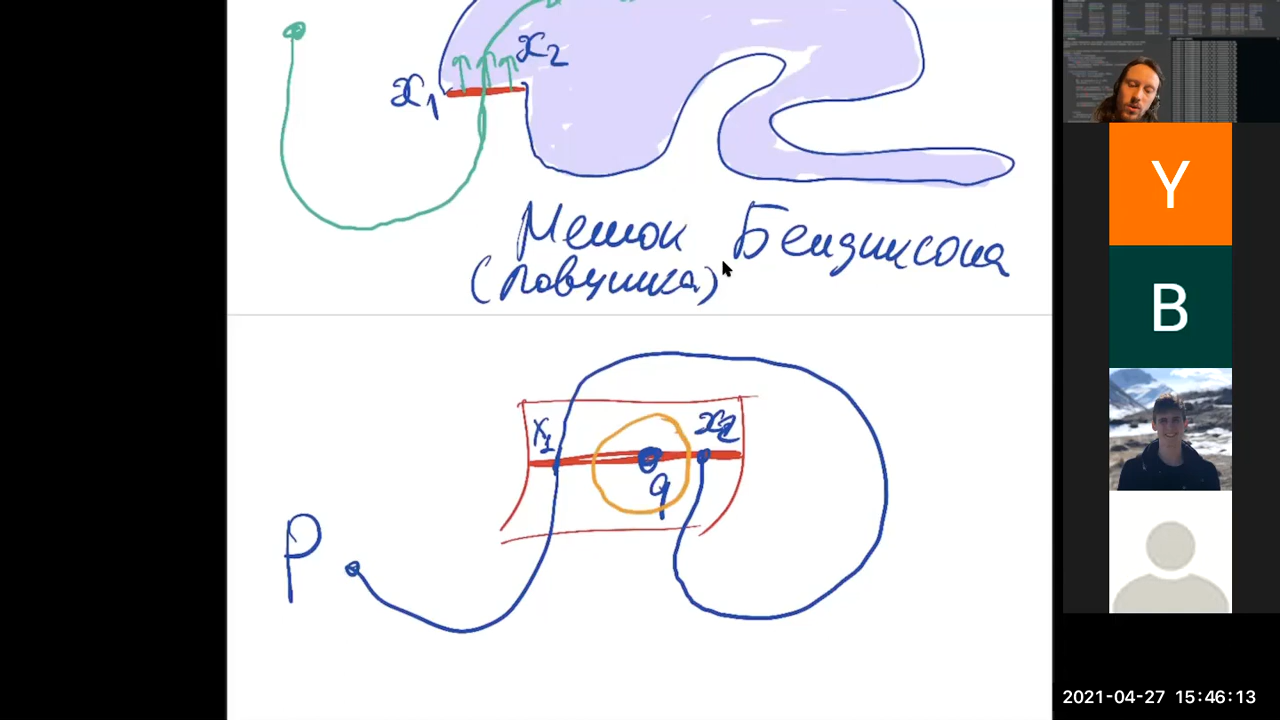 x₂
x₁
Мешок Бендиксона
(ловушка)
x₁
x₂
q
P
Y
B
2021-04-27 15:46:13